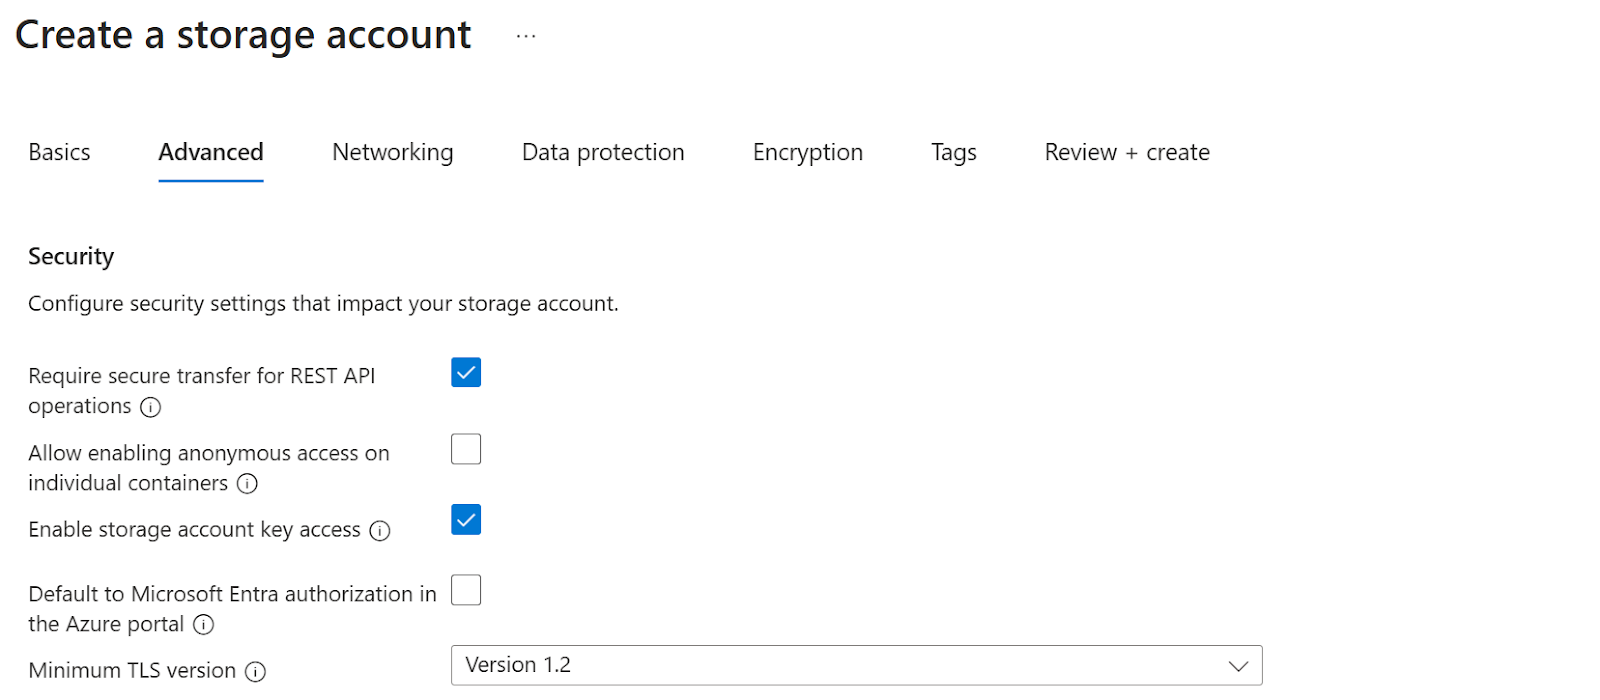 Create a storage account ...
Basics Advanced Networking Data protection Encryption Tags Review + create
Security
Configure security settings that impact your storage account.
Require secure transfer for REST API
operations
Allow enabling anonymous access on
individual containers
Enable storage account key access
Default to Microsoft Entra authorization in
the Azure portal
Minimum TLS version Version 1.2